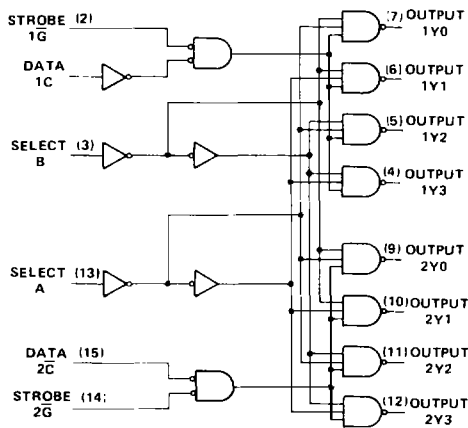 STROBE (2)
1G̅
DATA
1C
SELECT (3)
B
SELECT (13)
A
DATA (15)
2C̅
STROBE (14)
2G̅
(7) OUTPUT
1Y0
(6) OUTPUT
1Y1
(5) OUTPUT
1Y2
(4) OUTPUT
1Y3
(9) OUTPUT
2Y0
(10) OUTPUT
2Y1
(11) OUTPUT
2Y2
(12) OUTPUT
2Y3